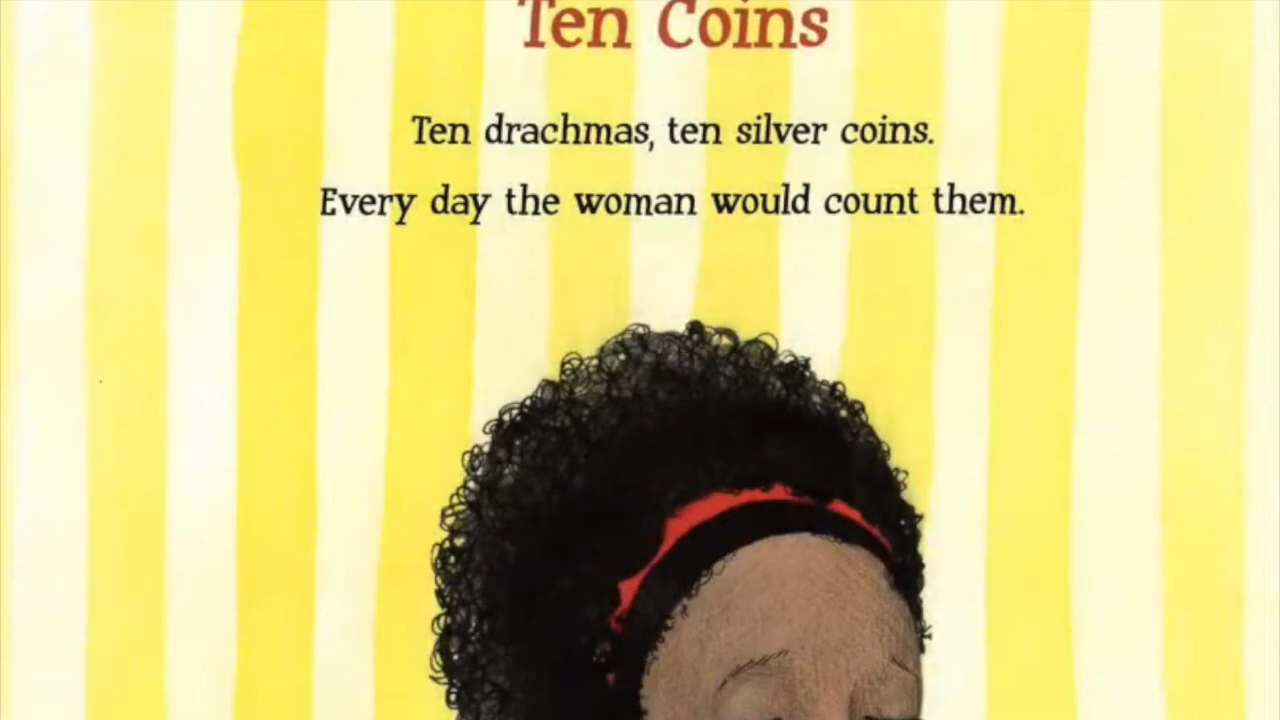 Ten Coins
Ten drachmas, ten silver coins.
Every day the woman would count them.